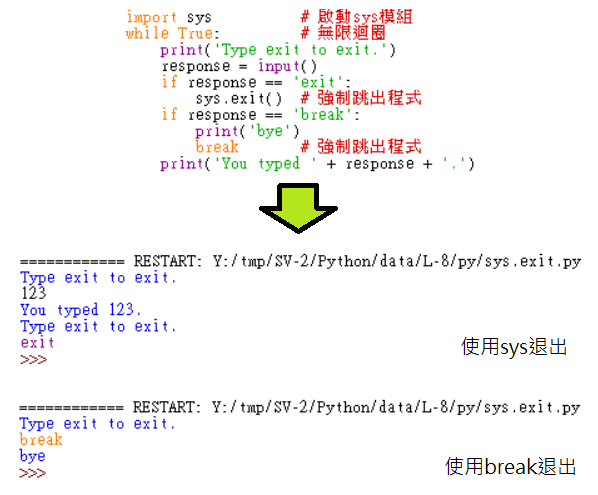 import sys # 啟動sys模組
while True: # 無限迴圈
print('Type exit to exit.')
response = input()
if response == 'exit':
sys.exit() # 強制跳出程式
if response == 'break':
print('bye')
break # 強制跳出程式
print('You typed ' + response + '.')
============ RESTART: Y:/tmp/SV-2/Python/data/L-8/py/sys.exit.py
Type exit to exit.
123
You typed 123.
Type exit to exit.
exit
>>>
使用sys退出
============ RESTART: Y:/tmp/SV-2/Python/data/L-8/py/sys.exit.py
Type exit to exit.
break
bye
>>>
使用break退出